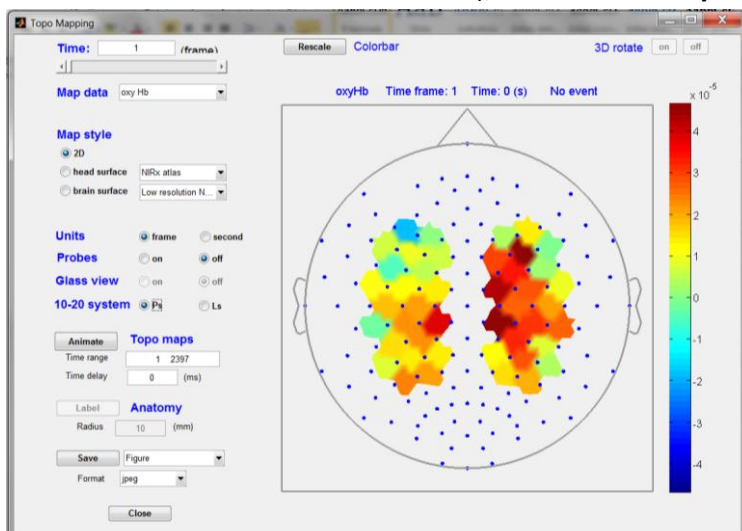 Topo Mapping
Time: 1 (frame)
Rescale Colorbar
3D rotate on off
Map data oxy Hb
oxyHb Time frame: 1 Time: 0 (s) No event
x 10^-5
Map style
2D
head surface NIRx atlas
brain surface Low resolution N...
Units frame second
Probes on off
Glass view on off
10-20 system Ps Ls
Animate Topo maps
Time range 1 2397
Time delay 0 (ms)
Label Anatomy
Radius 10 (mm)
Save Figure
Format jpeg
Close
4
3
2
1
0
-1
-2
-3
-4